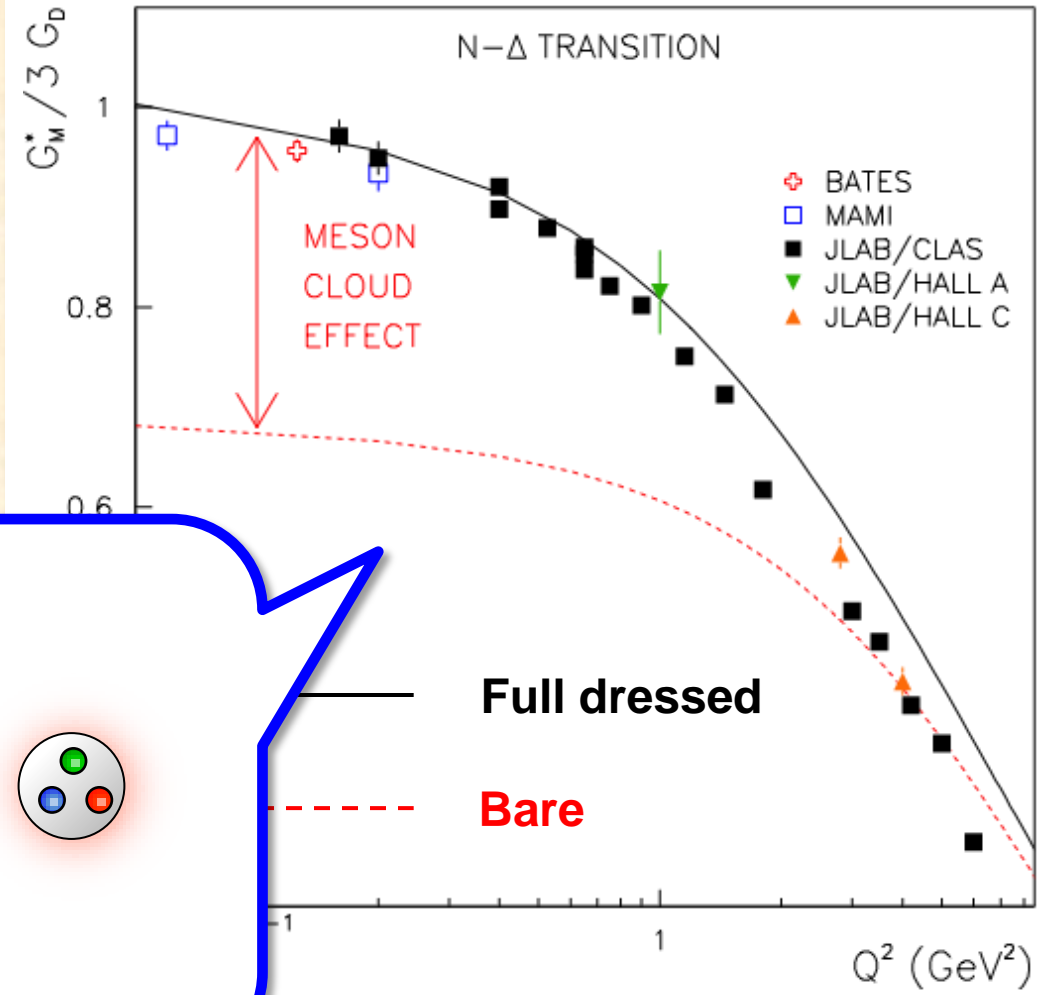 G*M/3 GD
N−Δ TRANSITION
1
BATES
MAMI
JLAB/CLAS
JLAB/HALL A
JLAB/HALL C
MESON
CLOUD
EFFECT
0.8
0.6
Full dressed
Bare
−1
1
Q² (GeV²)